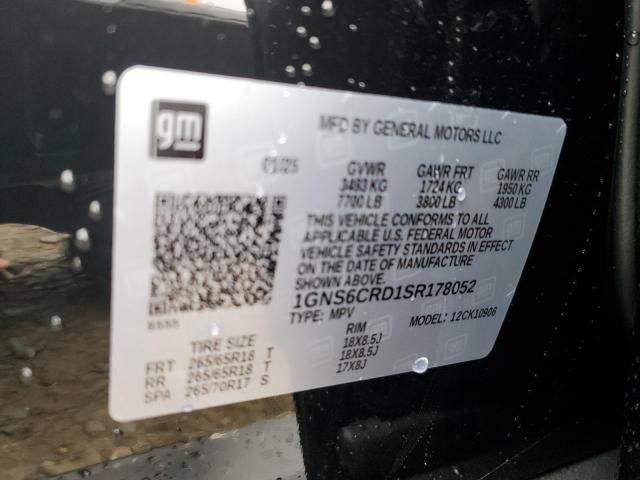 gm
MFD BY GENERAL MOTORS LLC
01/25 GVWR GAWR FRT GAWR RR
3493 KG 1724 KG 1950 KG
7700 LB 3800 LB 4300 LB
THIS VEHICLE CONFORMS TO ALL
APPLICABLE U.S. FEDERAL MOTOR
VEHICLE SAFETY STANDARDS IN EFFECT
ON THE DATE OF MANUFACTURE
SHOWN ABOVE.
1GNS6CRD1SR178052
TYPE: MPV MODEL: 12CK10906
TIRE SIZE RIM
FRT 265/65R18 T 18X8.5J
RR 265/65R18 T 18X8.5J
SPA 265/70R17 S 17X8J